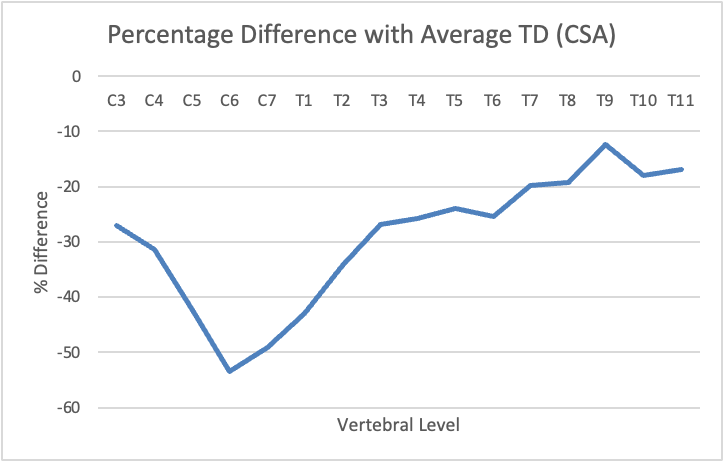 Percentage Difference with Average TD (CSA)
0
C3 C4 C5 C6 C7 T1 T2 T3 T4 T5 T6 T7 T8 T9 T10 T11
-10
-20
-30
-40
-50
-60
% Difference
Vertebral Level